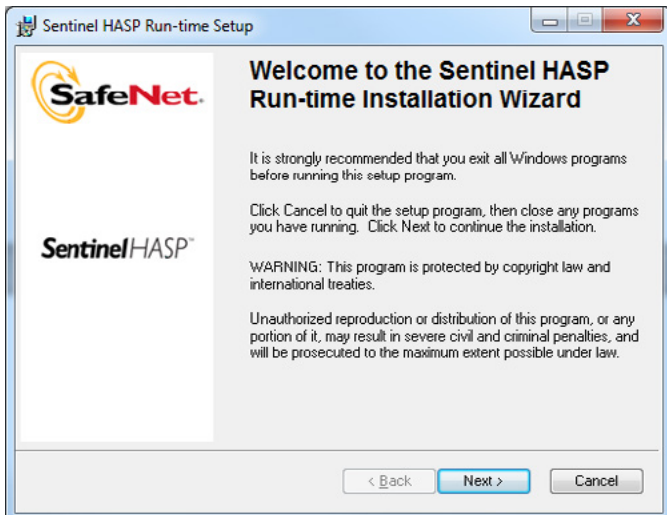 Sentinel HASP Run-time Setup
SafeNet.
Welcome to the Sentinel HASP
Run-time Installation Wizard
It is strongly recommended that you exit all Windows programs
before running this setup program.
Click Cancel to quit the setup program, then close any programs
you have running. Click Next to continue the installation.
SentinelHASP™
WARNING: This program is protected by copyright law and
international treaties.
Unauthorized reproduction or distribution of this program, or any
portion of it, may result in severe civil and criminal penalties, and
will be prosecuted to the maximum extent possible under law.
< Back Next > Cancel